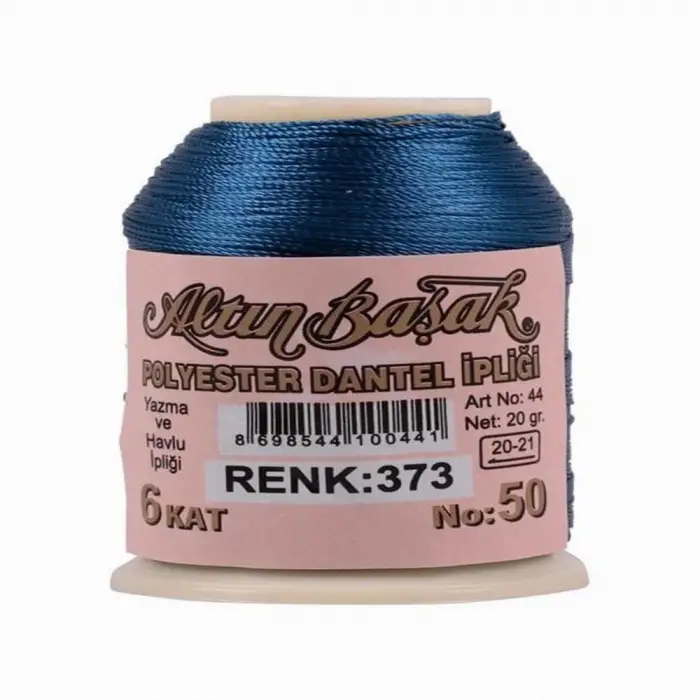 Altın Başak®
POLYESTER DANTEL İPLİĞİ
Yazma
ve
Havlu
İpliği
8 698544 100441
Art No: 44
Net: 20 gr.
20-21
RENK:373
6 KAT
No: 50